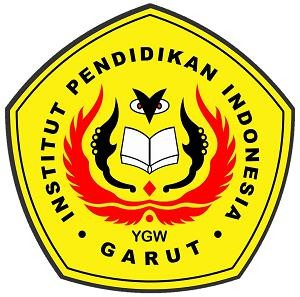 • INSTITUT PENDIDIKAN INDONESIA •
YGW
GARUT